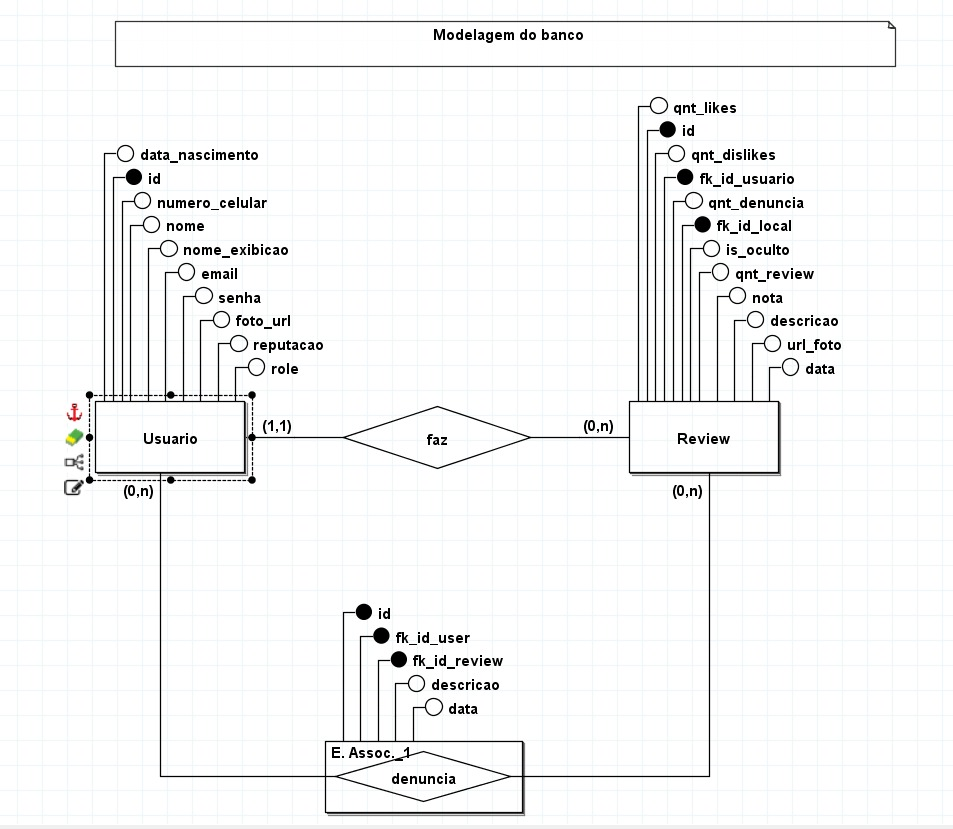 Modelagem do banco
data_nascimento
id
numero_celular
nome
nome_exibicao
email
senha
foto_url
reputacao
role
Usuario
(1,1)
(0,n)
faz
(0,n)
qnt_likes
id
qnt_dislikes
fk_id_usuario
qnt_denuncia
fk_id_local
is_oculto
qnt_review
nota
descricao
url_foto
data
Review
(0,n)
id
fk_id_user
fk_id_review
descricao
data
E. Assoc._1
denuncia